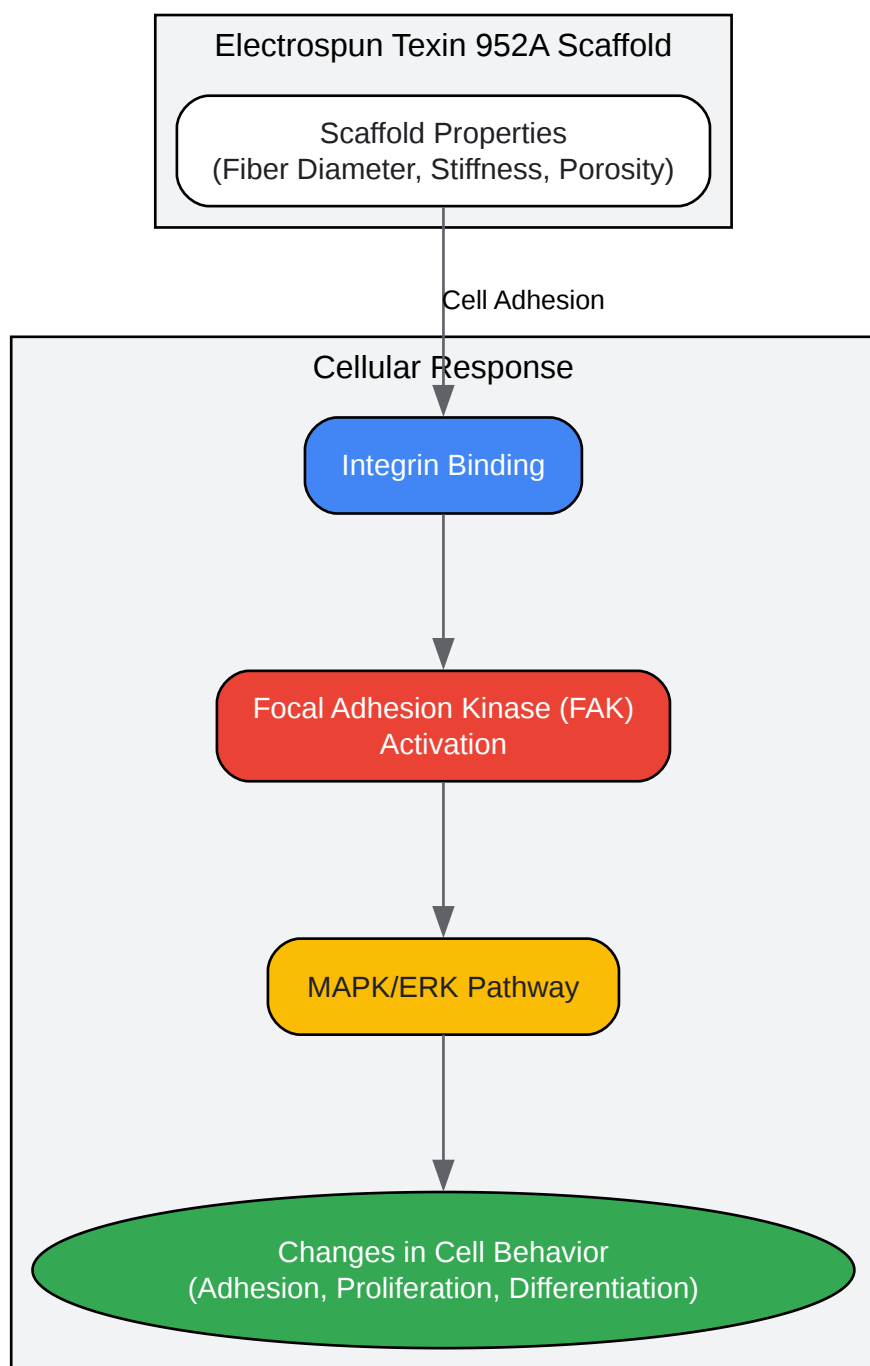 Electrospun Texin 952A Scaffold
Scaffold Properties
(Fiber Diameter, Stiffness, Porosity)
Cell Adhesion
Cellular Response
Integrin Binding
Focal Adhesion Kinase (FAK)
Activation
MAPK/ERK Pathway
Changes in Cell Behavior
(Adhesion, Proliferation, Differentiation)